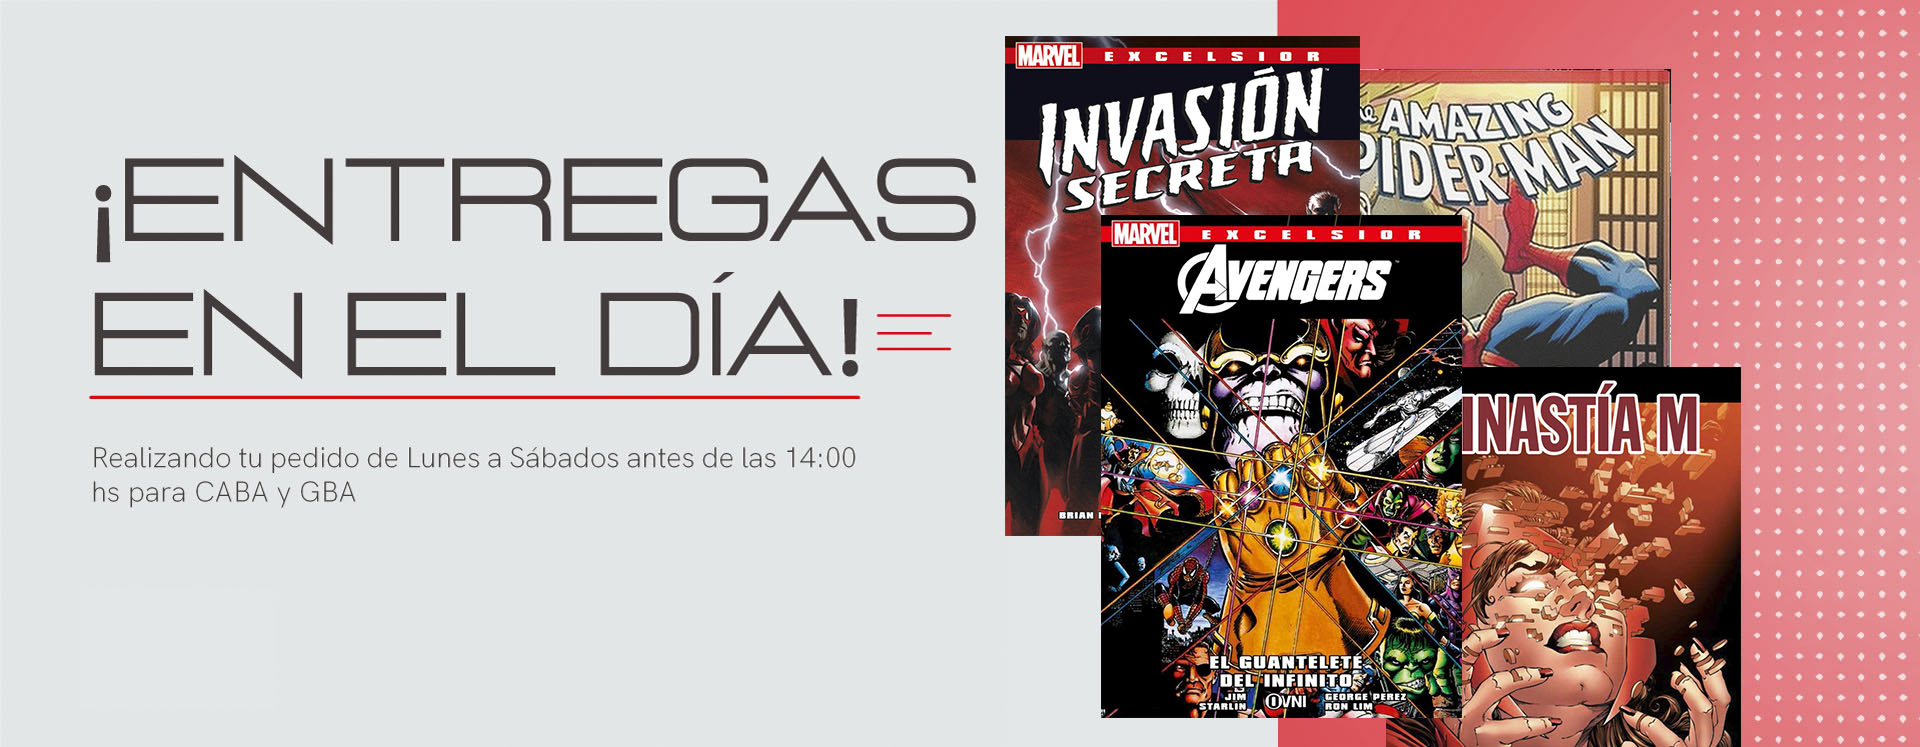 ¡ENTREGAS
EN EL DÍA!
Realizando tu pedido de Lunes a Sábados antes de las 14:00
hs para CABA y GBA
MARVEL EXCELSIOR
INVASIÓN
SECRETA
BRIAN
AMAZING
SPIDER-MAN
MARVEL EXCELSIOR
AVENGERS
EL GUANTELETE
DEL INFINITO
JIM
STARLIN
OVNI
GEORGE PEREZ
RON LIM
INASTÍA M